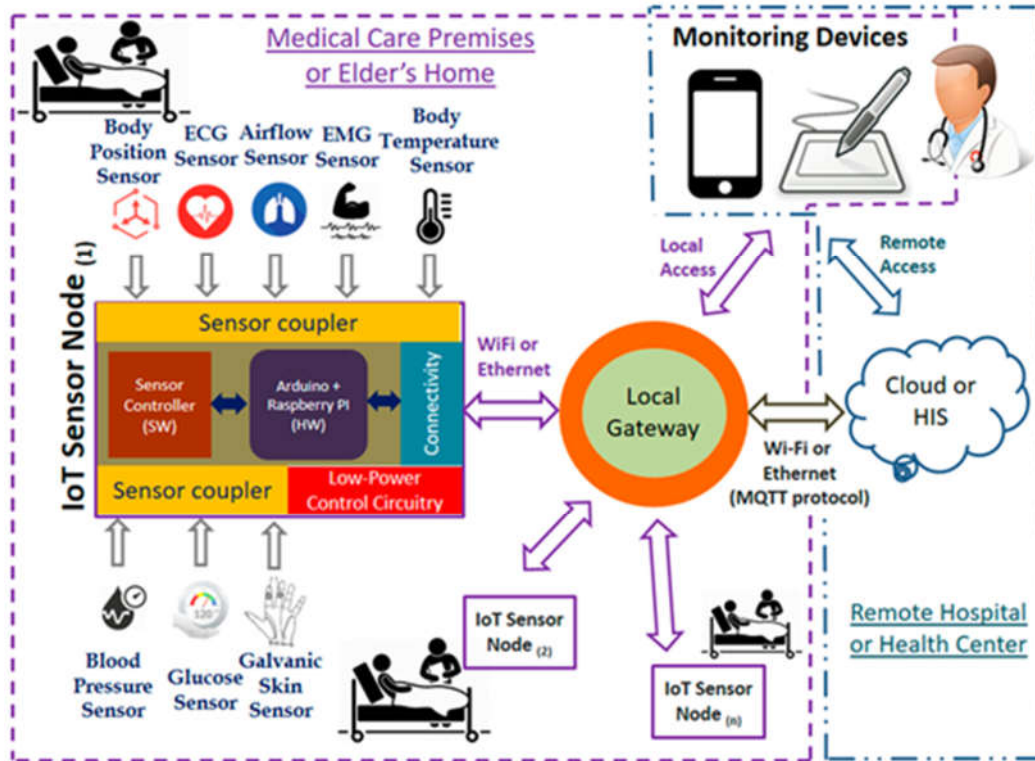 Medical Care Premises
or Elder's Home
Monitoring Devices
Body
Position
Sensor
ECG
Sensor
Airflow
Sensor
EMG
Sensor
Body
Temperature
Sensor
IoT Sensor Node (1)
Sensor coupler
Sensor
Controller
(SW)
Arduino +
Raspberry PI
(HW)
Connectivity
Sensor coupler
Low-Power
Control Circuitry
WiFi or
Ethernet
Local
Access
Remote
Access
Local
Gateway
Cloud or
HIS
Wi-Fi or
Ethernet
(MQTT protocol)
120
Blood
Pressure
Sensor
Glucose
Sensor
Galvanic
Skin
Sensor
IoT Sensor
Node (2)
IoT Sensor
Node (n)
Remote Hospital
or Health Center